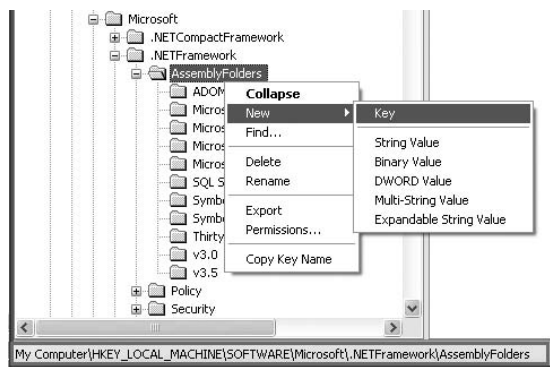 Microsoft
.NETCompactFramework
.NETFramework
AssemblyFolders
ADOM
Collapse
Micros
New
Key
Micros
Find...
Micros
String Value
Micros
Delete
Binary Value
SQL S
Rename
DWORD Value
Symb
Multi-String Value
Symb
Export
Expandable String Value
Thirty
Permissions...
v3.0
Copy Key Name
v3.5
Policy
Security
My Computer\HKEY_LOCAL_MACHINE\SOFTWARE\Microsoft\.NETFramework\AssemblyFolders